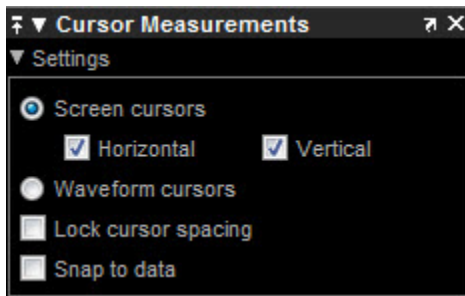 Cursor Measurements
Settings
Screen cursors
Horizontal Vertical
Waveform cursors
Lock cursor spacing
Snap to data